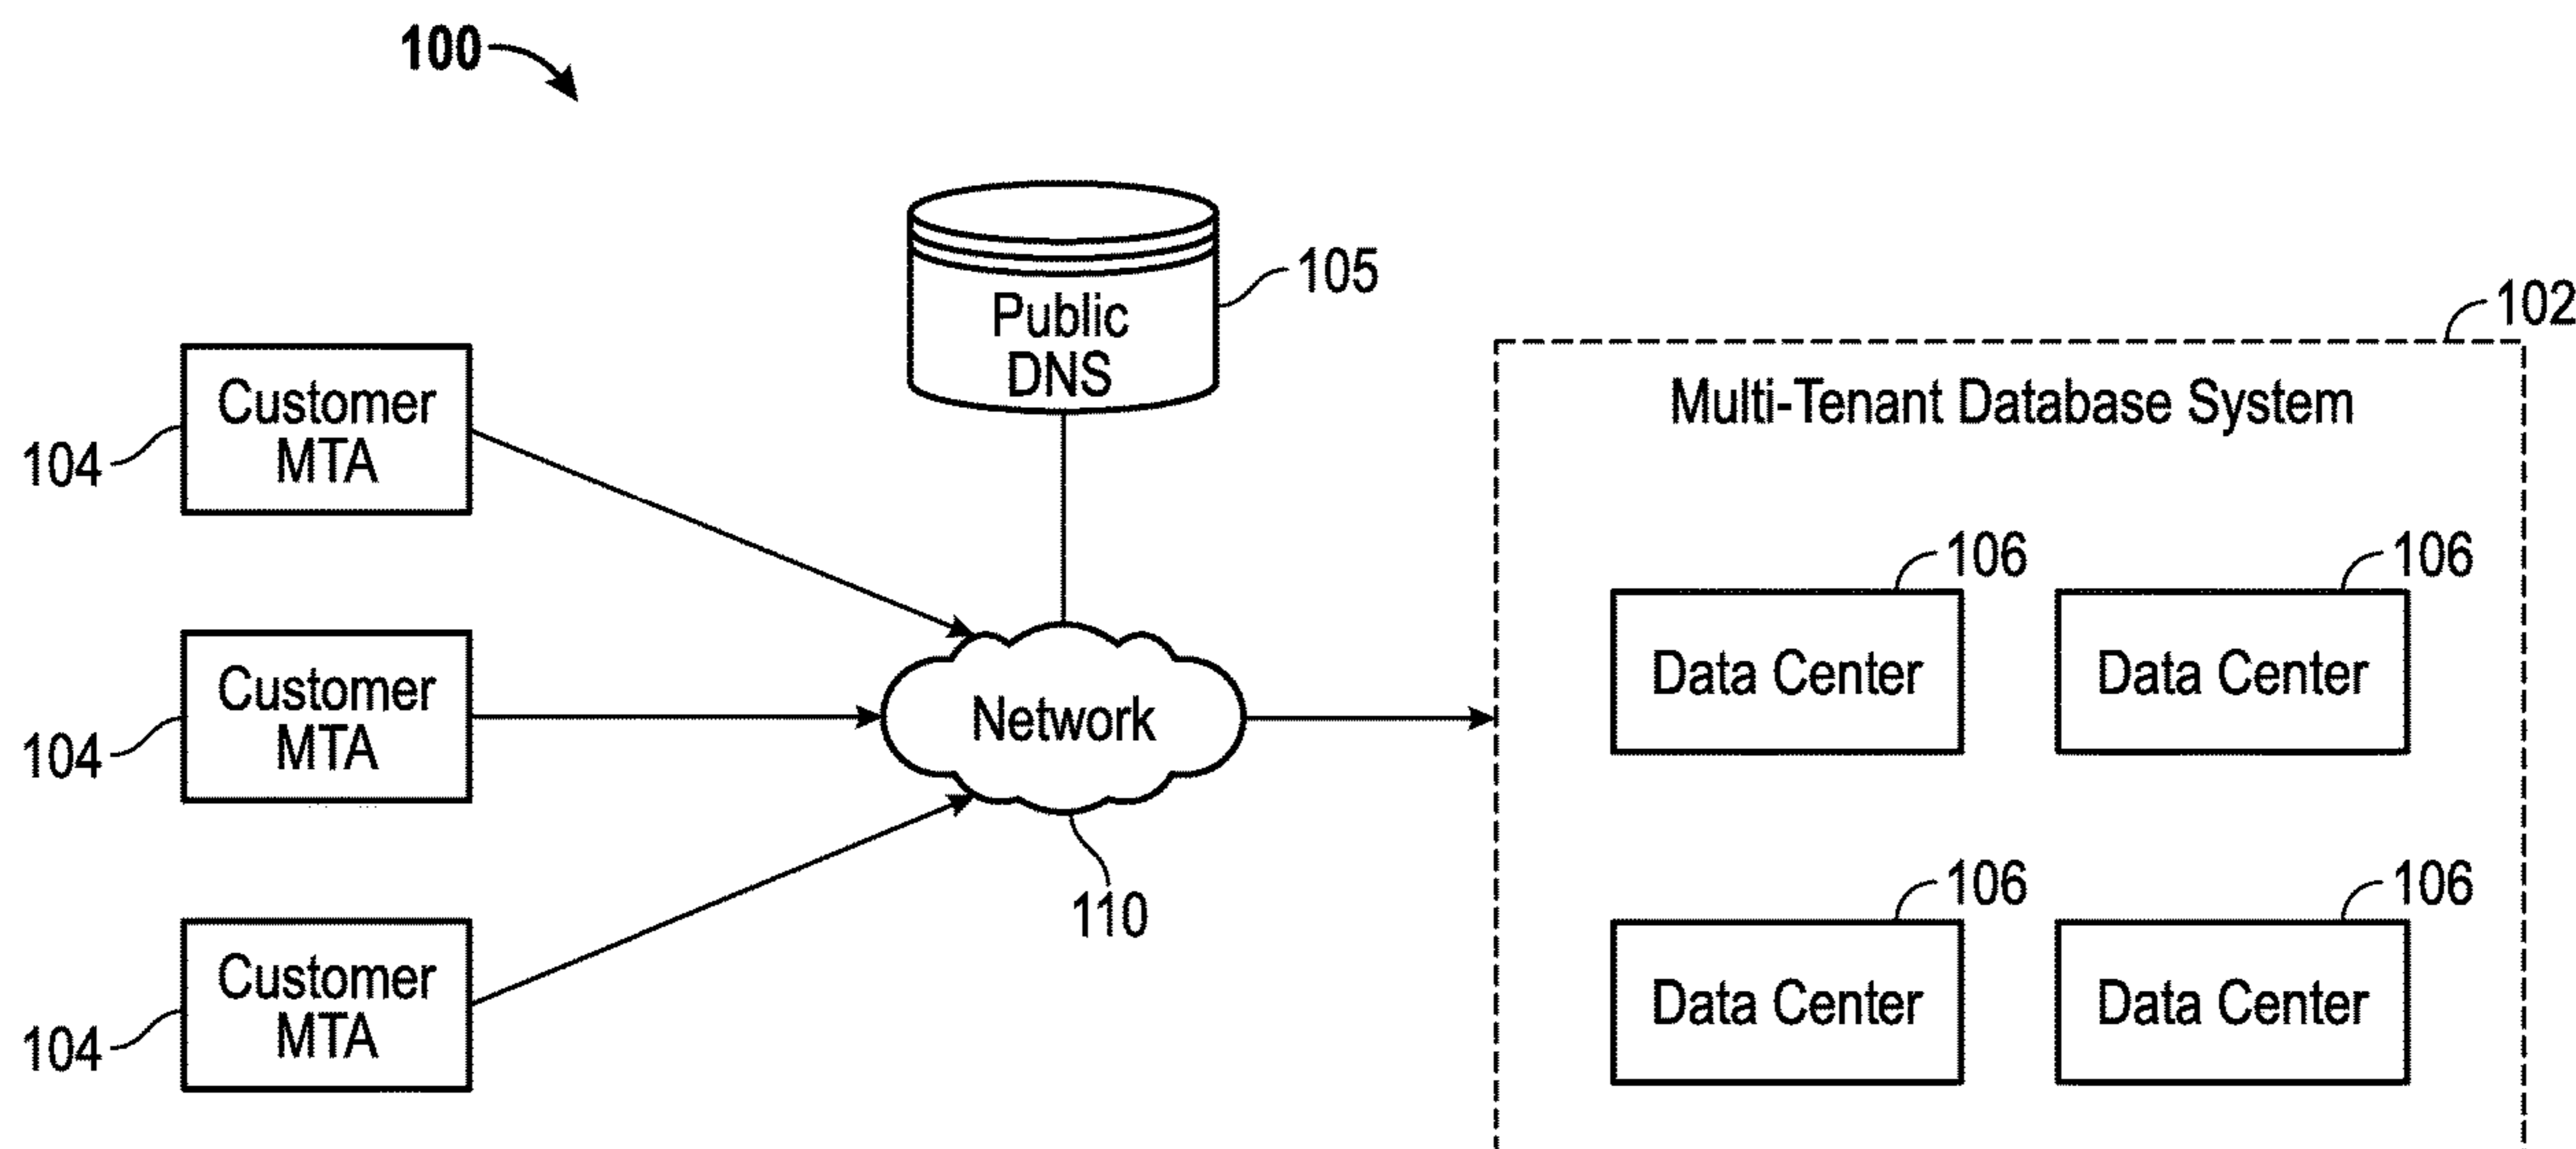 100
Public
DNS
105
102
Multi-Tenant Database System
Customer
MTA
104
106
106
Data Center
Data Center
Customer
MTA
104
Network
110
106
106
Data Center
Data Center
Customer
MTA
104